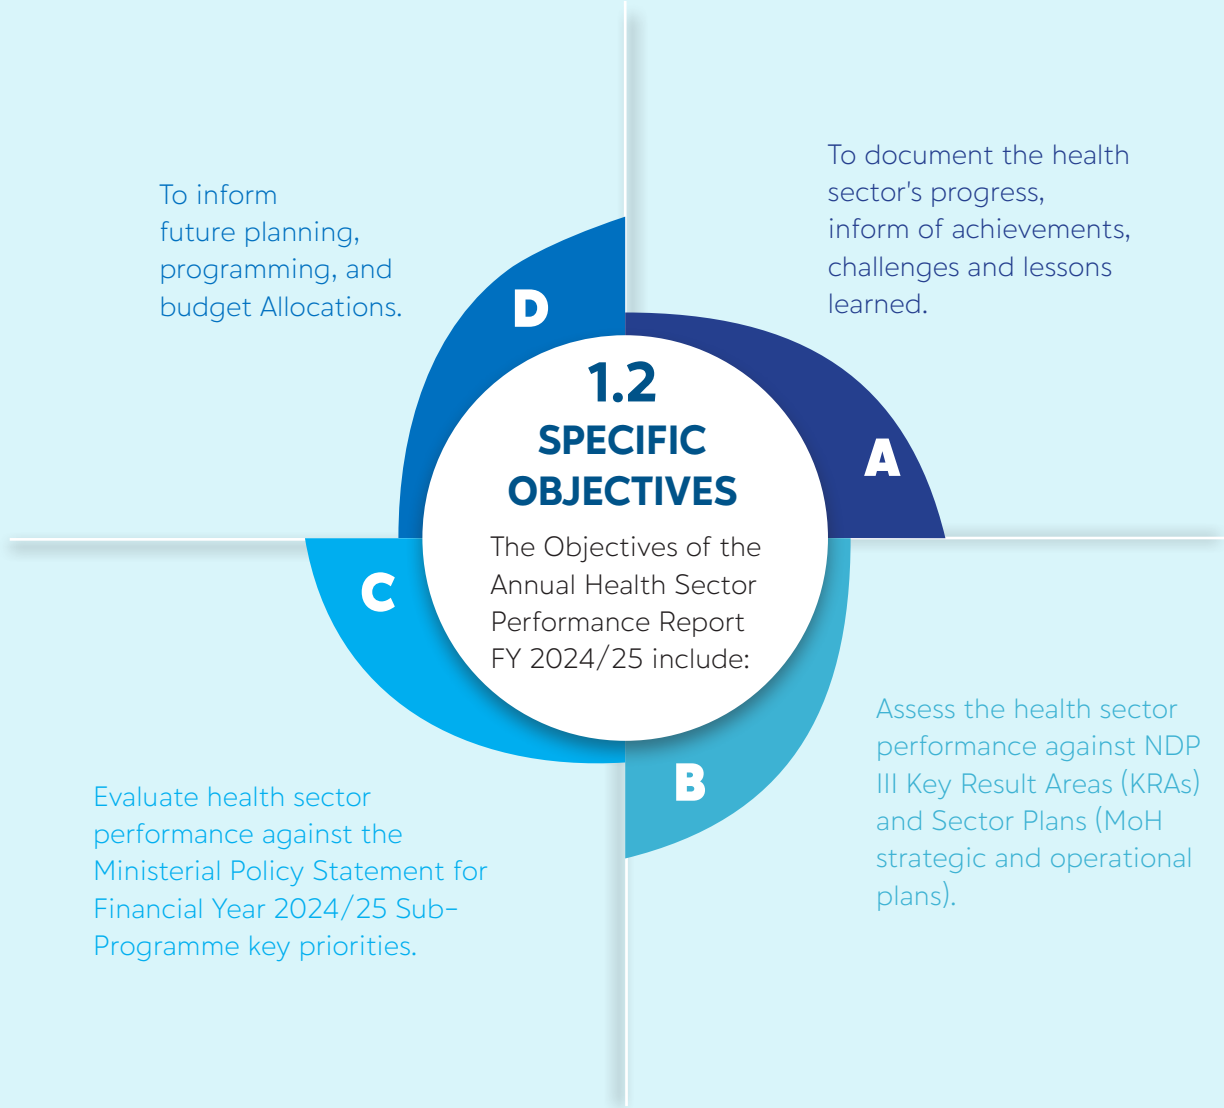 1.2
SPECIFIC
OBJECTIVES
The Objectives of the
Annual Health Sector
Performance Report
FY 2024/25 include:
A
To document the health
sector's progress,
inform of achievements,
challenges and lessons
learned.
B
Assess the health sector
performance against NDP
III Key Result Areas (KRAs)
and Sector Plans (MoH
strategic and operational
plans).
C
Evaluate health sector
performance against the
Ministerial Policy Statement for
Financial Year 2024/25 Sub-
Programme key priorities.
D
To inform
future planning,
programming, and
budget Allocations.